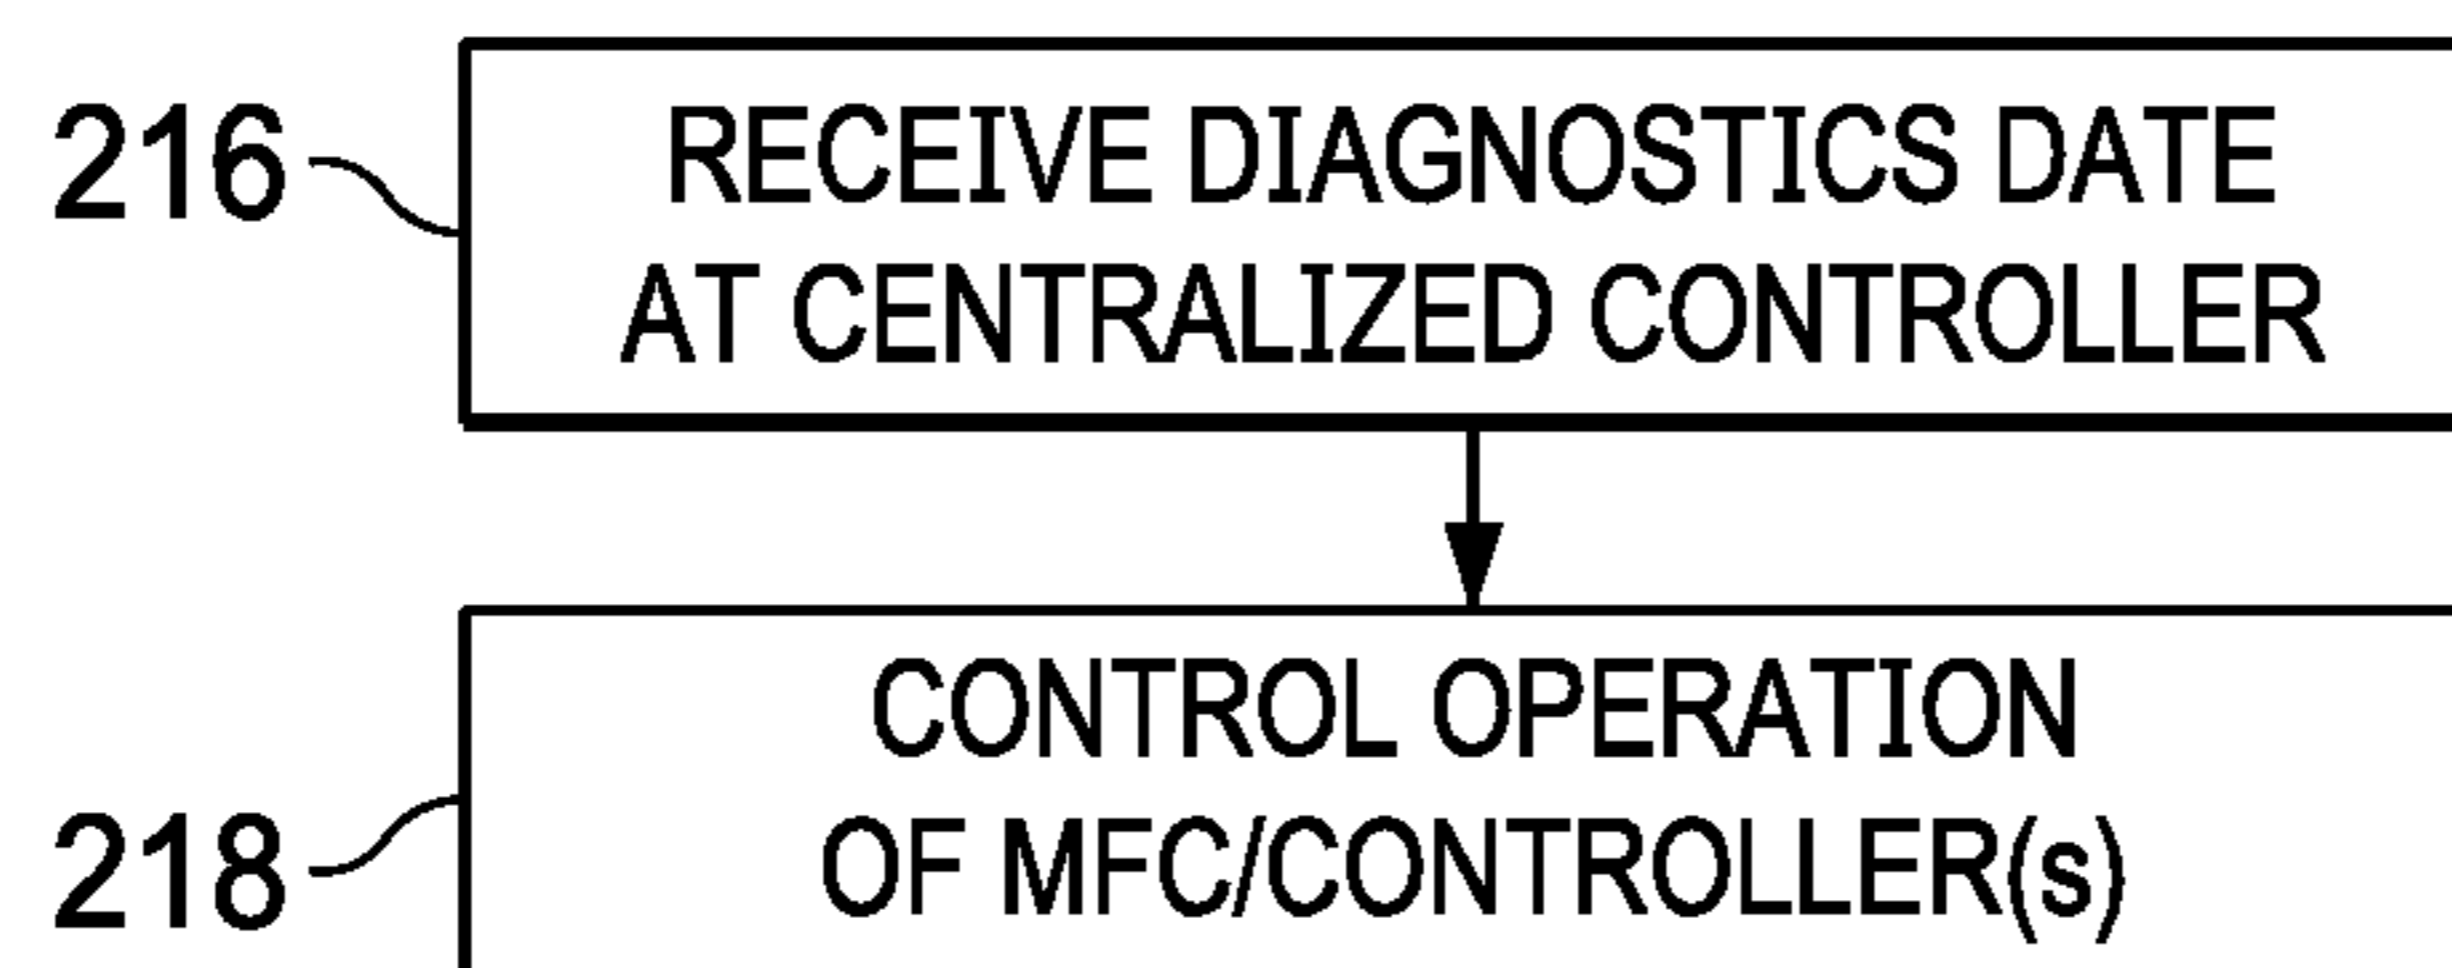 216
RECEIVE DIAGNOSTICS DATE
AT CENTRALIZED CONTROLLER
CONTROL OPERATION
218
OF MFC/CONTROLLER(s)